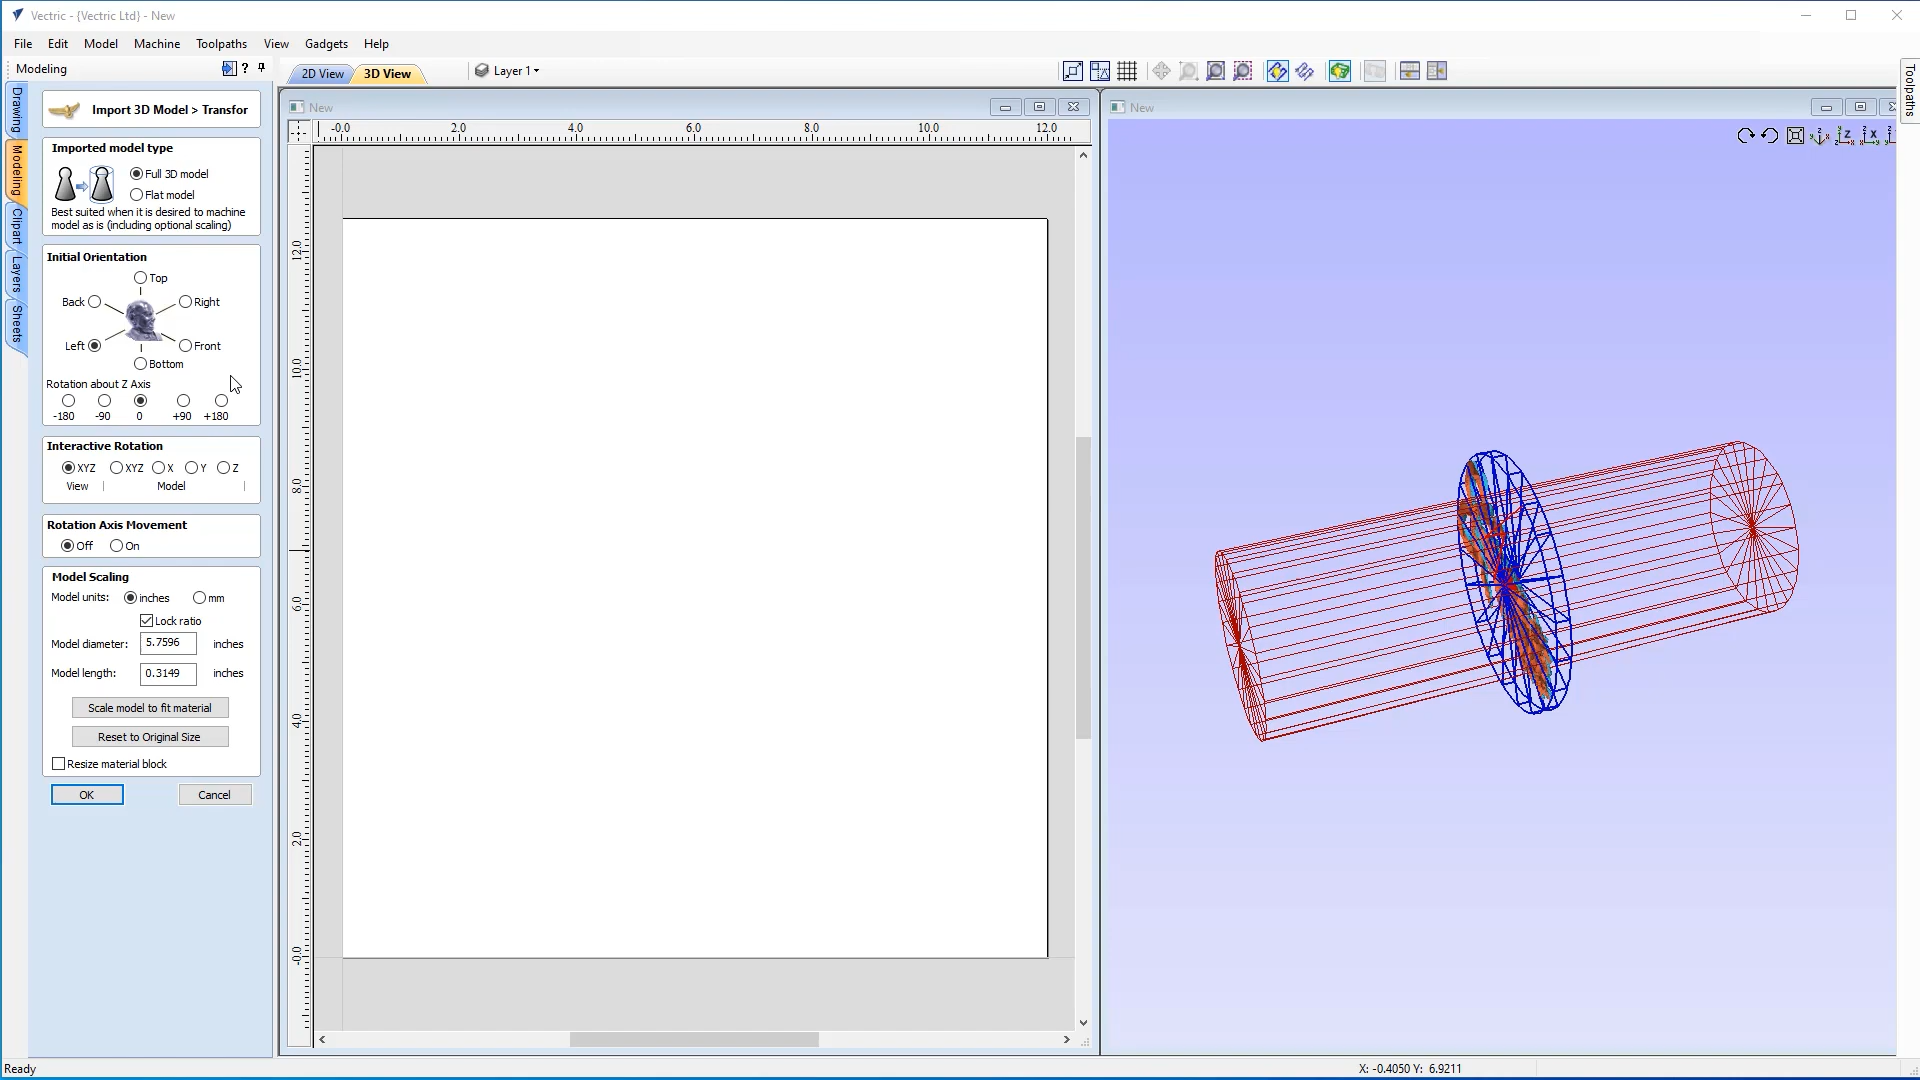 Vectric - {Vectric Ltd} - New
File Edit Model Machine Toolpaths View Gadgets Help
Modeling
?
2D View
3D View
Layer 1
Toolpaths
Drawing
Modeling
Clipart
Layers
Sheets
Import 3D Model > Transfor
Imported model type
Full 3D model
Flat model
Best suited when it is desired to machine
model as is (including optional scaling)
Initial Orientation
Top
Back
Right
Left
Front
Bottom
Rotation about Z Axis
-180 -90 0 +90 +180
Interactive Rotation
XYZ XYZ X Y Z
View | Model |
Rotation Axis Movement
Off On
Model Scaling
Model units: inches mm
Lock ratio
Model diameter: 5.7596 inches
Model length: 0.3149 inches
Scale model to fit material
Reset to Original Size
Resize material block
OK Cancel
New
-0.0 2.0 4.0 6.0 8.0 10.0 12.0
12.0
10.0
8.0
6.0
4.0
2.0
-0.0
New
Ready
X: -0.4050 Y: 6.9211